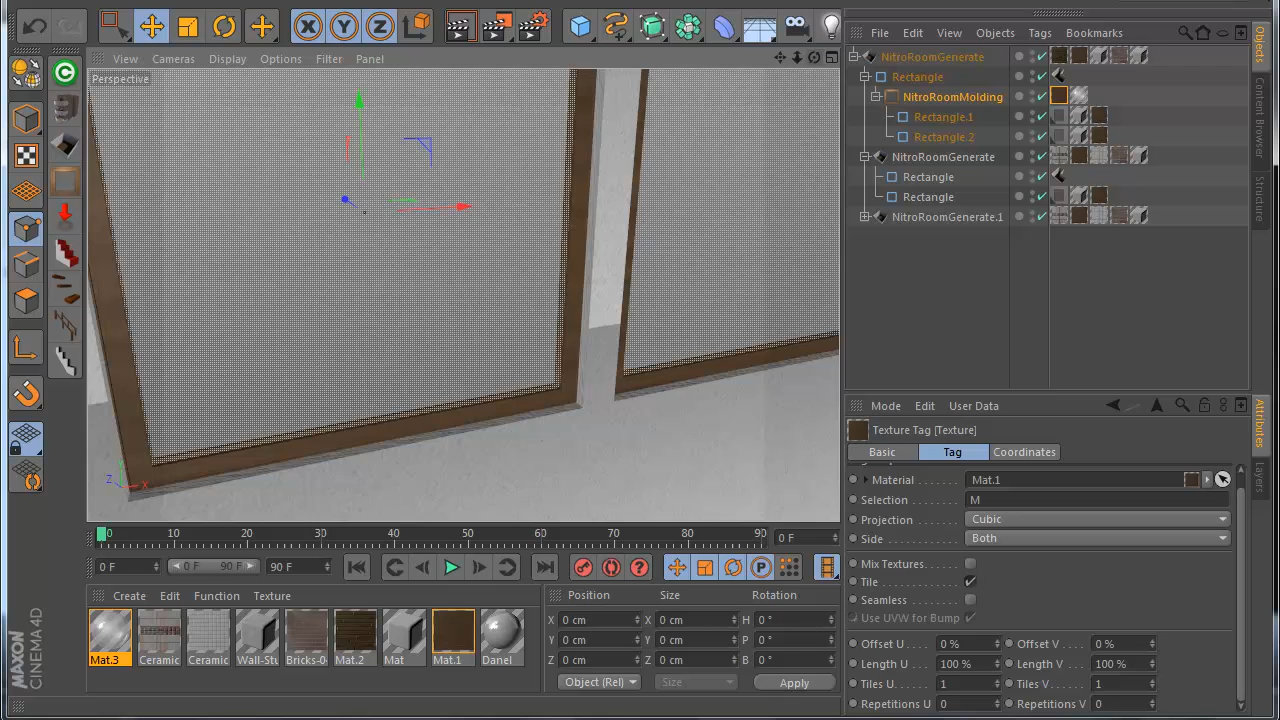 File Edit View Objects Tags Bookmarks
View Cameras Display Options Filter Panel
Perspective
NitroRoomGenerate
Rectangle
NitroRoomMolding
Rectangle.1
Rectangle.2
NitroRoomGenerate
Rectangle
Rectangle
NitroRoomGenerate.1
Objects
Content Browser
Structure
Z X
0 10 20 30 40 50 60 70 80 90
0 F
0 F 0 F 90 F 90 F
Create Edit Function Texture
Mat.3 Ceramic Ceramic Wall-Stu Bricks-0 Mat.2 Mat Mat.1 Danel
Position Size Rotation
X 0 cm X 0 cm H 0 °
Y 0 cm Y 0 cm P 0 °
Z 0 cm Z 0 cm B 0 °
Object (Rel) Size Apply
Mode Edit User Data
Texture Tag [Texture]
Basic Tag Coordinates
Material Mat.1
Selection M
Projection Cubic
Side Both
Mix Textures
Tile
Seamless
Use UVW for Bump
Offset U 0 % Offset V 0 %
Length U 100 % Length V 100 %
Tiles U 1 Tiles V 1
Repetitions U 0 Repetitions V 0
Attributes
Layers
MAXON
CINEMA 4D